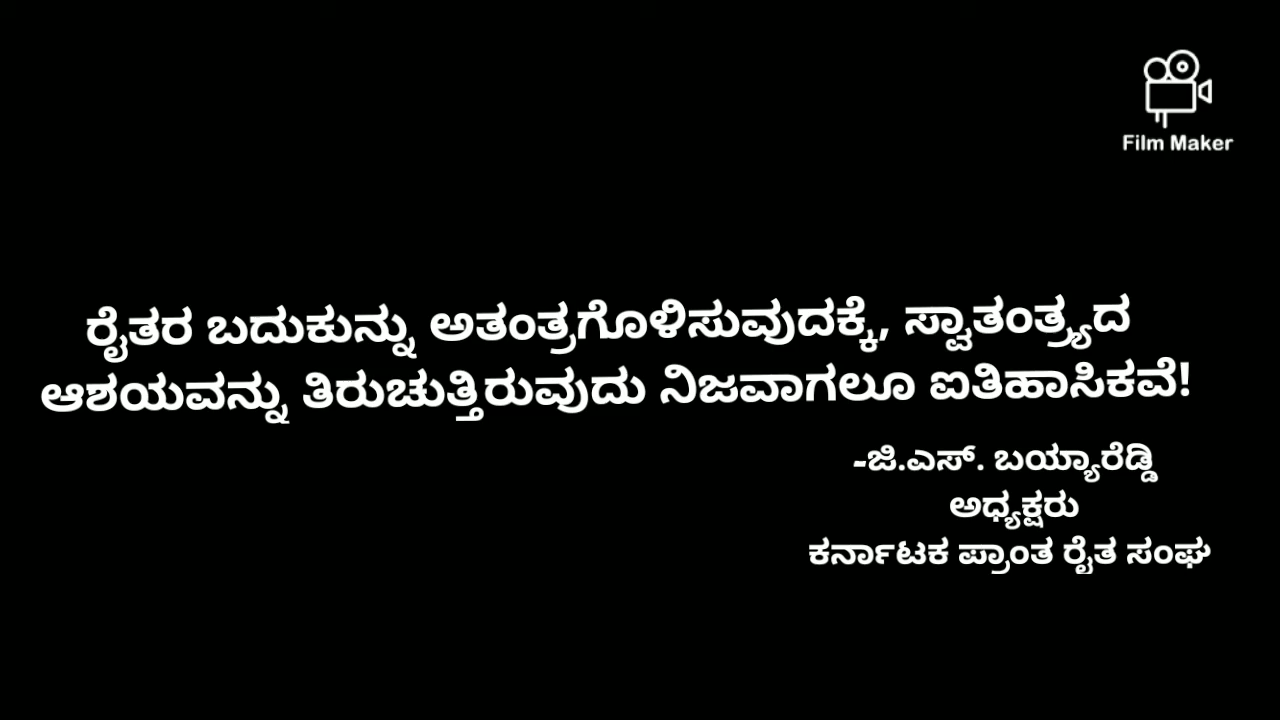 Film Maker
ರೈತರ ಬದುಕುನ್ನು ಅತಂತ್ರಗೊಳಿಸುವುದಕ್ಕೆ, ಸ್ವಾತಂತ್ರ್ಯದ
ಆಶಯವನ್ನು ತಿರುಚುತ್ತಿರುವುದು ನಿಜವಾಗಲೂ ಐತಿಹಾಸಿಕವೆ!
-ಜಿ.ಎಸ್. ಬಯ್ಯಾರೆಡ್ಡಿ
ಅಧ್ಯಕ್ಷರು
ಕರ್ನಾಟಕ ಪ್ರಾಂತ ರೈತ ಸಂಘ